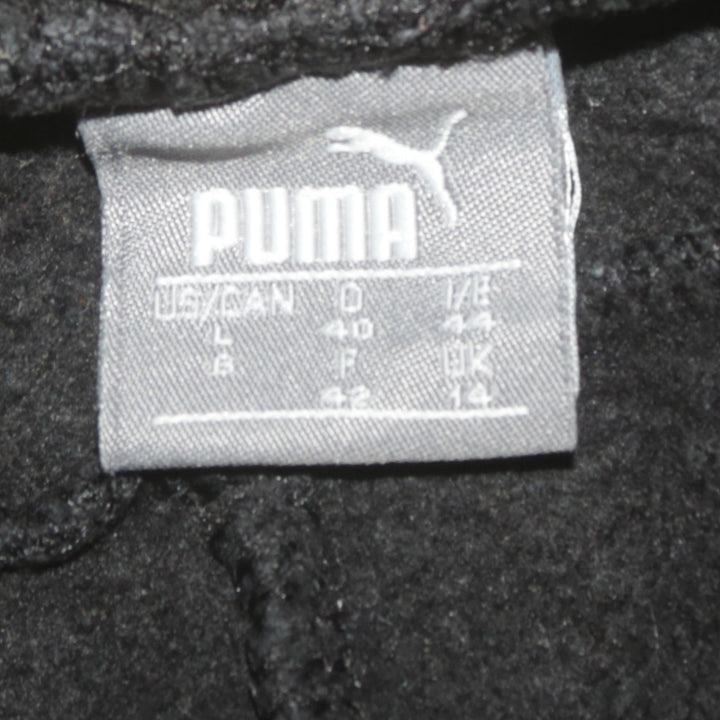 PUMA
US/CAN D I/E
L 40 44
G F UK
42 14